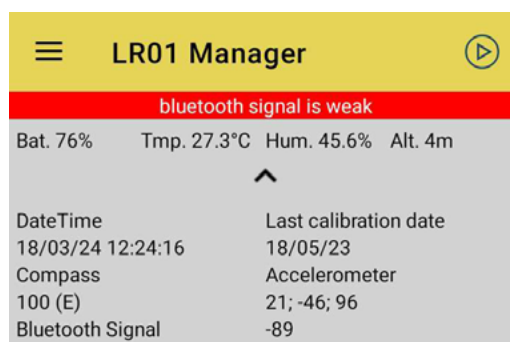 LR01 Manager
bluetooth signal is weak
Bat. 76% Tmp. 27.3°C Hum. 45.6% Alt. 4m
DateTime Last calibration date
18/03/24 12:24:16 18/05/23
Compass Accelerometer
100 (E) 21; -46; 96
Bluetooth Signal -89